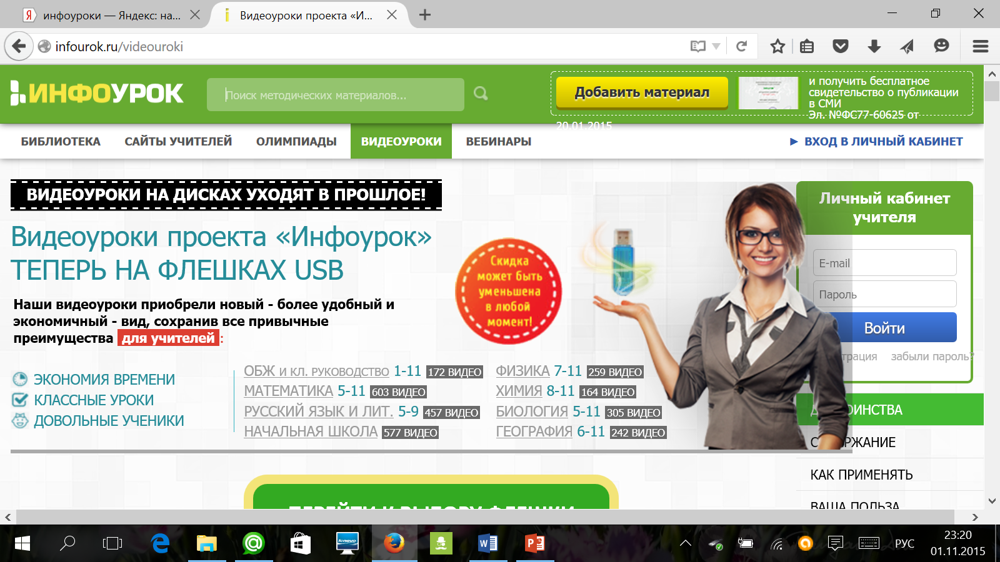 инфоуроки — Яндекс: на...
Видеоуроки проекта «И...
infourok.ru/videouroki
ИНФОУРОК
Поиск методических материалов...
Добавить материал
и получить бесплатное
свидетельство о публикации
в СМИ
Эл. №ФС77-60625 от
20.01.2015
БИБЛИОТЕКА
САЙТЫ УЧИТЕЛЕЙ
ОЛИМПИАДЫ
ВИДЕОУРОКИ
ВЕБИНАРЫ
► ВХОД В ЛИЧНЫЙ КАБИНЕТ
ВИДЕОУРОКИ НА ДИСКАХ УХОДЯТ В ПРОШЛОЕ!
Видеоуроки проекта «Инфоурок»
ТЕПЕРЬ НА ФЛЕШКАХ USB
Наши видеоуроки приобрели новый - более удобный и
экономичный - вид, сохранив все привычные
преимущества для учителей :
Скидка
может быть
уменьшена
в любой
момент!
ЭКОНОМИЯ ВРЕМЕНИ
КЛАССНЫЕ УРОКИ
ДОВОЛЬНЫЕ УЧЕНИКИ
ОБЖ И КЛ. РУКОВОДСТВО 1-11 172 ВИДЕО
МАТЕМАТИКА 5-11 603 ВИДЕО
РУССКИЙ ЯЗЫК И ЛИТ. 5-9 457 ВИДЕО
НАЧАЛЬНАЯ ШКОЛА 577 ВИДЕО
ФИЗИКА 7-11 259 ВИДЕО
ХИМИЯ 8-11 164 ВИДЕО
БИОЛОГИЯ 5-11 305 ВИДЕО
ГЕОГРАФИЯ 6-11 242 ВИДЕО
Личный кабинет
учителя
E-mail
Пароль
Войти
забыли пароль?
КАК ПРИМЕНЯТЬ
ВАША ПОЛЬЗА
ПЕРЕЙТИ К ВЫБОРУ ФЛЕШКИ
lenovo
РУС
23:20
01.11.2015